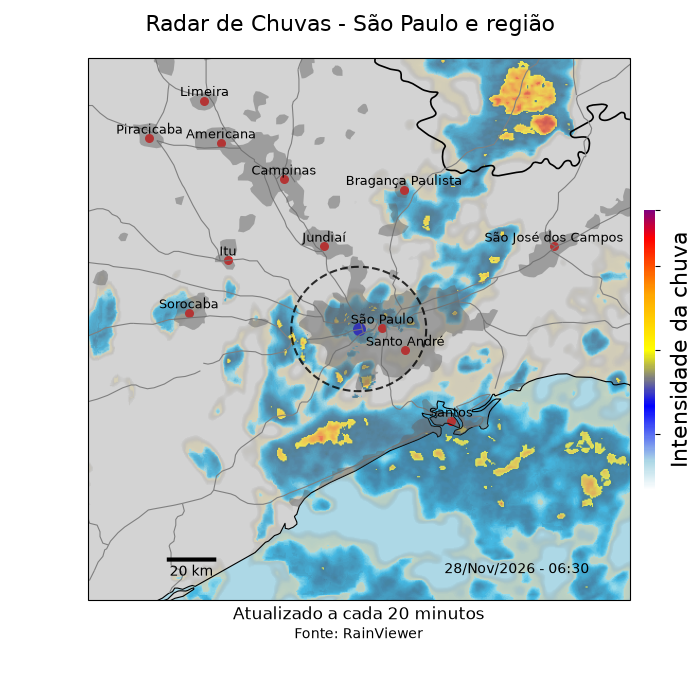 Radar de Chuvas - São Paulo e região
Limeira
Piracicaba
Americana
Campinas
Bragança Paulista
Jundiaí
São José dos Campos
Itu
Sorocaba
São Paulo
Santo André
Santos
20 km
28/Nov/2026 - 06:30
Intensidade da chuva
Atualizado a cada 20 minutos
Fonte: RainViewer